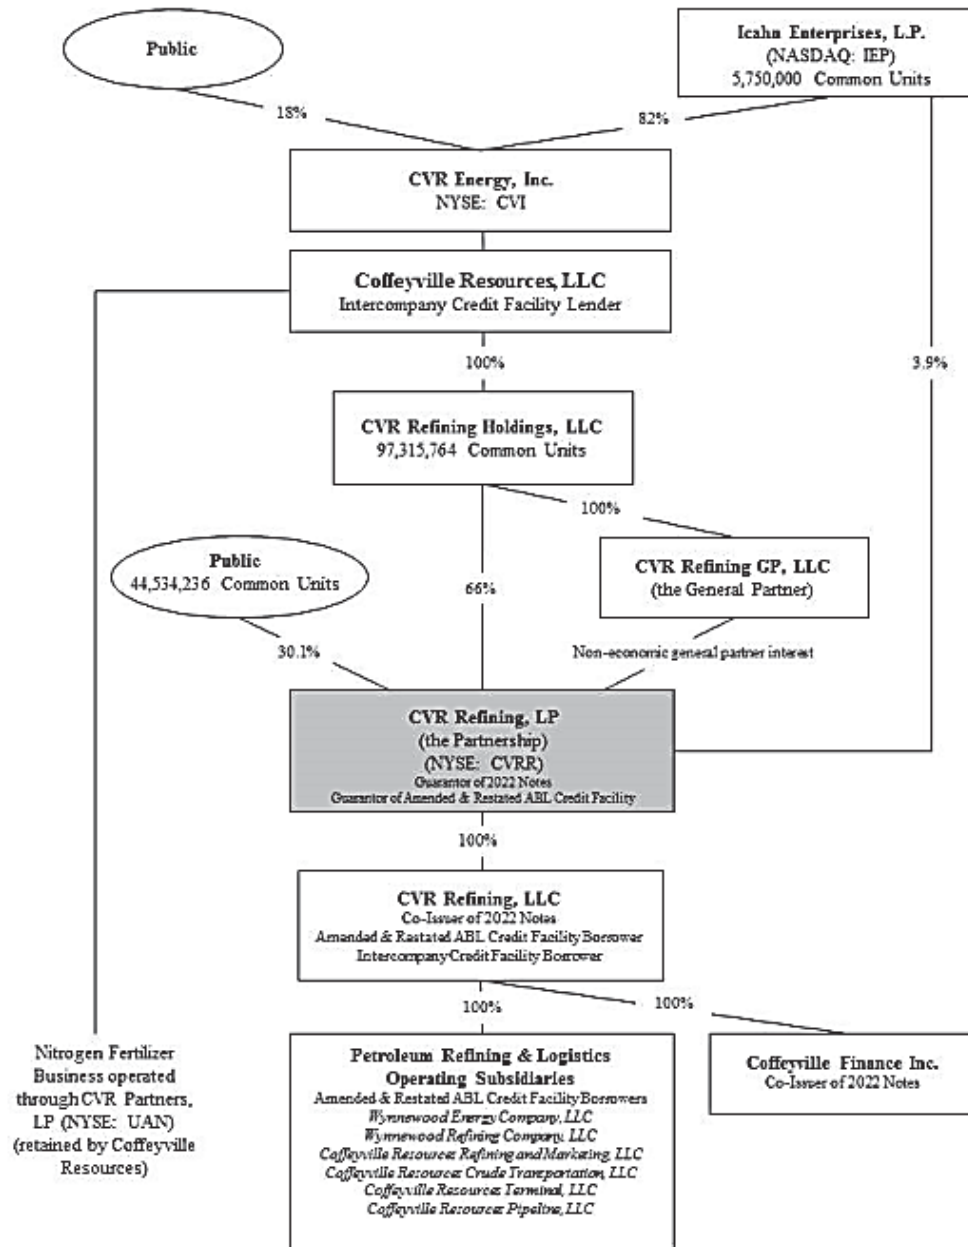 Public
Icahn Enterprises, L.P.
(NASDAQ: IEP)
5,750,000 Common Units
18%
82%
CVR Energy, Inc.
NYSE: CVI
Coffeyville Resources, LLC
Intercompany Credit Facility Lender
100%
3.9%
CVR Refining Holdings, LLC
97,315,764 Common Units
100%
Public
44,534,236 Common Units
66%
CVR Refining GP, LLC
(the General Partner)
30.1%
Non-economic general partner interest
CVR Refining, LP
(the Partnership)
(NYSE: CVRR)
Guarantor of 2022 Notes
Guarantor of Amended & Restated ABL Credit Facility
100%
CVR Refining, LLC
Co-Issuer of 2022 Notes
Amended & Restated ABL Credit Facility Borrower
Intercompany Credit Facility Borrower
100%
100%
Nitrogen Fertilizer
Business operated
through CVR Partners,
LP (NYSE: UAN)
(retained by Coffeyville
Resources)
Petroleum Refining & Logistics
Operating Subsidiaries
Amended & Restated ABL Credit Facility Borrowers
Wynnewood Energy Company, LLC
Wynnewood Refining Company, LLC
Coffeyville Resources Refining and Marketing, LLC
Coffeyville Resources Crude Transportation, LLC
Coffeyville Resources Terminal, LLC
Coffeyville Resources Pipeline, LLC
Coffeyville Finance Inc.
Co-Issuer of 2022 Notes